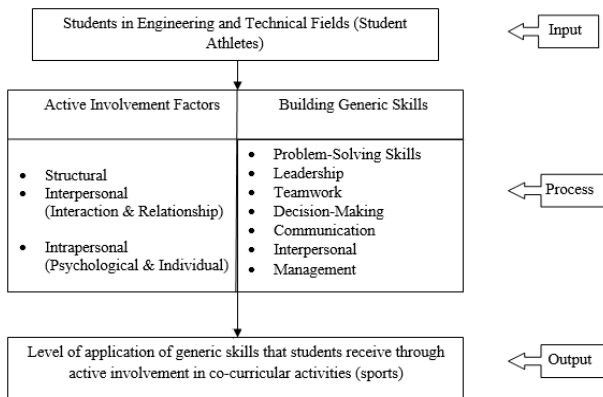 Students in Engineering and Technical Fields (Student
Athletes)
Input
Active Involvement Factors
Building Generic Skills
• Structural
• Interpersonal
(Interaction & Relationship)
• Intrapersonal
(Psychological & Individual)
• Problem-Solving Skills
• Leadership
• Teamwork
• Decision-Making
• Communication
• Interpersonal
• Management
Process
Level of application of generic skills that students receive through
active involvement in co-curricular activities (sports)
Output